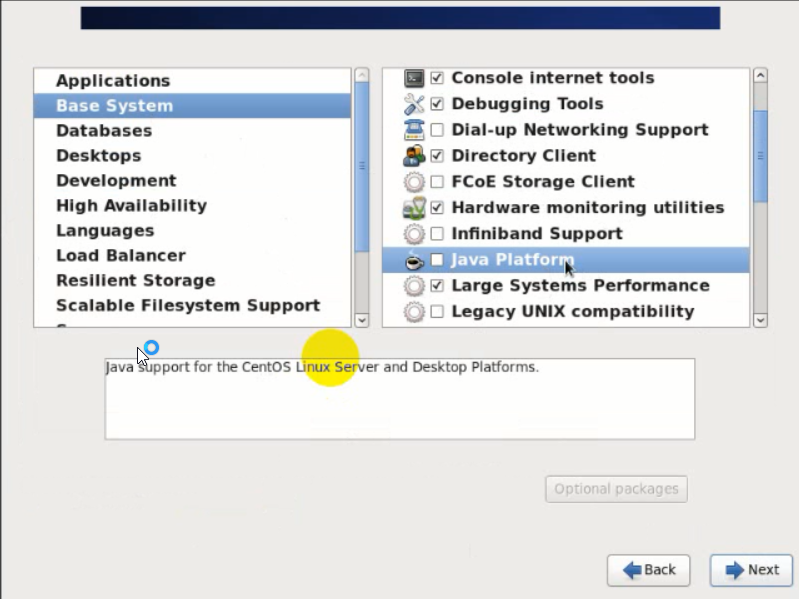 Applications
Base System
Databases
Desktops
Development
High Availability
Languages
Load Balancer
Resilient Storage
Scalable Filesystem Support
Console internet tools
Debugging Tools
Dial-up Networking Support
Directory Client
FCoE Storage Client
Hardware monitoring utilities
Infiniband Support
Java Platform
Large Systems Performance
Legacy UNIX compatibility
Java support for the CentOS Linux Server and Desktop Platforms.
Optional packages
Back
Next